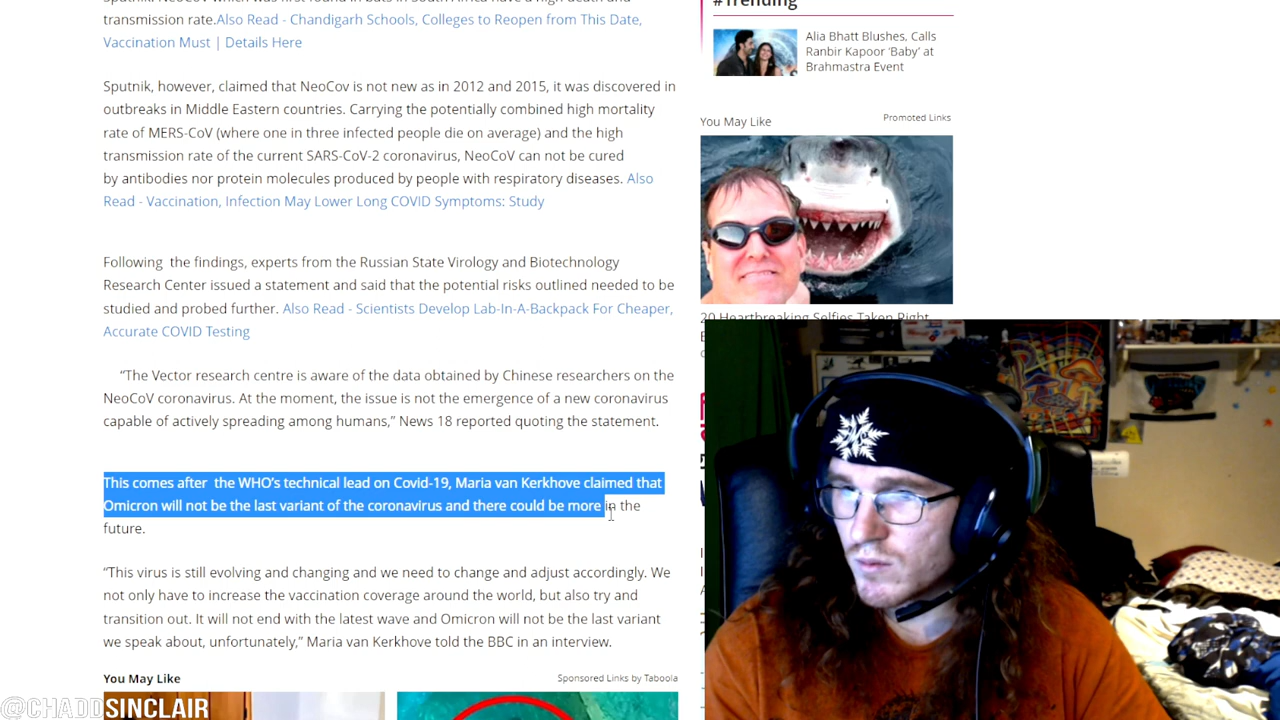 transmission rate.Also Read - Chandigarh Schools, Colleges to Reopen from This Date,
Vaccination Must | Details Here
Sputnik, however, claimed that NeoCov is not new as in 2012 and 2015, it was discovered in
outbreaks in Middle Eastern countries. Carrying the potentially combined high mortality
rate of MERS-CoV (where one in three infected people die on average) and the high
transmission rate of the current SARS-CoV-2 coronavirus, NeoCoV can not be cured
by antibodies nor protein molecules produced by people with respiratory diseases. Also
Read - Vaccination, Infection May Lower Long COVID Symptoms: Study
Following the findings, experts from the Russian State Virology and Biotechnology
Research Center issued a statement and said that the potential risks outlined needed to be
studied and probed further. Also Read - Scientists Develop Lab-In-A-Backpack For Cheaper,
Accurate COVID Testing
“The Vector research centre is aware of the data obtained by Chinese researchers on the
NeoCoV coronavirus. At the moment, the issue is not the emergence of a new coronavirus
capable of actively spreading among humans,” News 18 reported quoting the statement.
This comes after the WHO’s technical lead on Covid-19, Maria van Kerkhove claimed that
Omicron will not be the last variant of the coronavirus and there could be more in the
future.
“This virus is still evolving and changing and we need to change and adjust accordingly. We
not only have to increase the vaccination coverage around the world, but also try and
transition out. It will not end with the latest wave and Omicron will not be the last variant
we speak about, unfortunately,” Maria van Kerkhove told the BBC in an interview.
You May Like
Sponsored Links by Taboola
#Trending
Alia Bhatt Blushes, Calls
Ranbir Kapoor ‘Baby’ at
Brahmastra Event
You May Like
Promoted Links
20 Heartbreaking Selfies Taken Right
@CHADDSINCLAIR